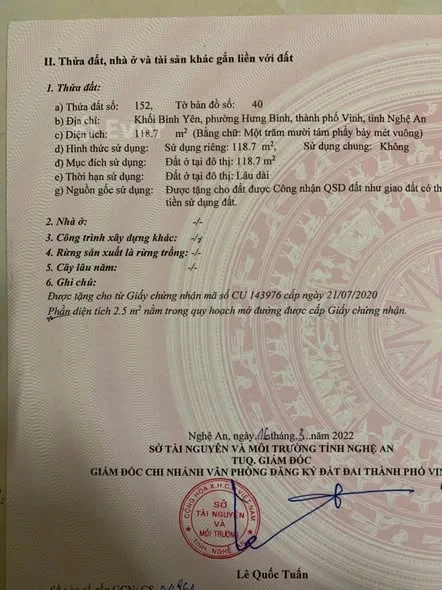 II. Thửa đất, nhà ở và tài sản khác gắn liền với đất
1. Thửa đất:
a) Thửa đất số: 152, Tờ bản đồ số: 40
b) Địa chỉ: Khối Bình Yên, phường Hưng Bình, thành phố Vinh, tỉnh Nghệ An
c) Diện tích: 118.7 m² (Bằng chữ: Một trăm mười tám phẩy bảy mét vuông)
d) Hình thức sử dụng: Sử dụng riêng: 118.7 m², Sử dụng chung: Không
đ) Mục đích sử dụng: Đất ở tại đô thị: 118.7 m²
e) Thời hạn sử dụng: Đất ở tại đô thị: Lâu dài
g) Nguồn gốc sử dụng: Được tặng cho đất được Công nhận QSD đất như giao đất có th
tiền sử dụng đất.
2. Nhà ở: -/-
3. Công trình xây dựng khác: -/-
4. Rừng sản xuất là rừng trồng: -/-
5. Cây lâu năm: -/-
6. Ghi chú:
Được tặng cho từ Giấy chứng nhận mã số CU 143976 cấp ngày 21/07/2020
Phần diện tích 2.5 m² nằm trong quy hoạch mở đường được cấp Giấy chứng nhận.
Nghệ An, ngày 16 tháng 3 năm 2022
SỞ TÀI NGUYÊN VÀ MÔI TRƯỜNG TỈNH NGHỆ AN
TUQ. GIÁM ĐỐC
GIÁM ĐỐC CHI NHÁNH VĂN PHÒNG ĐĂNG KÝ ĐẤT ĐAI THÀNH PHỐ VIN
CỘNG HÒA X.H.C.N VIỆT NAM
SỞ
TÀI NGUYÊN
VÀ
MÔI TRƯỜNG
TỈNH NGHỆ AN
Lê Quốc Tuấn